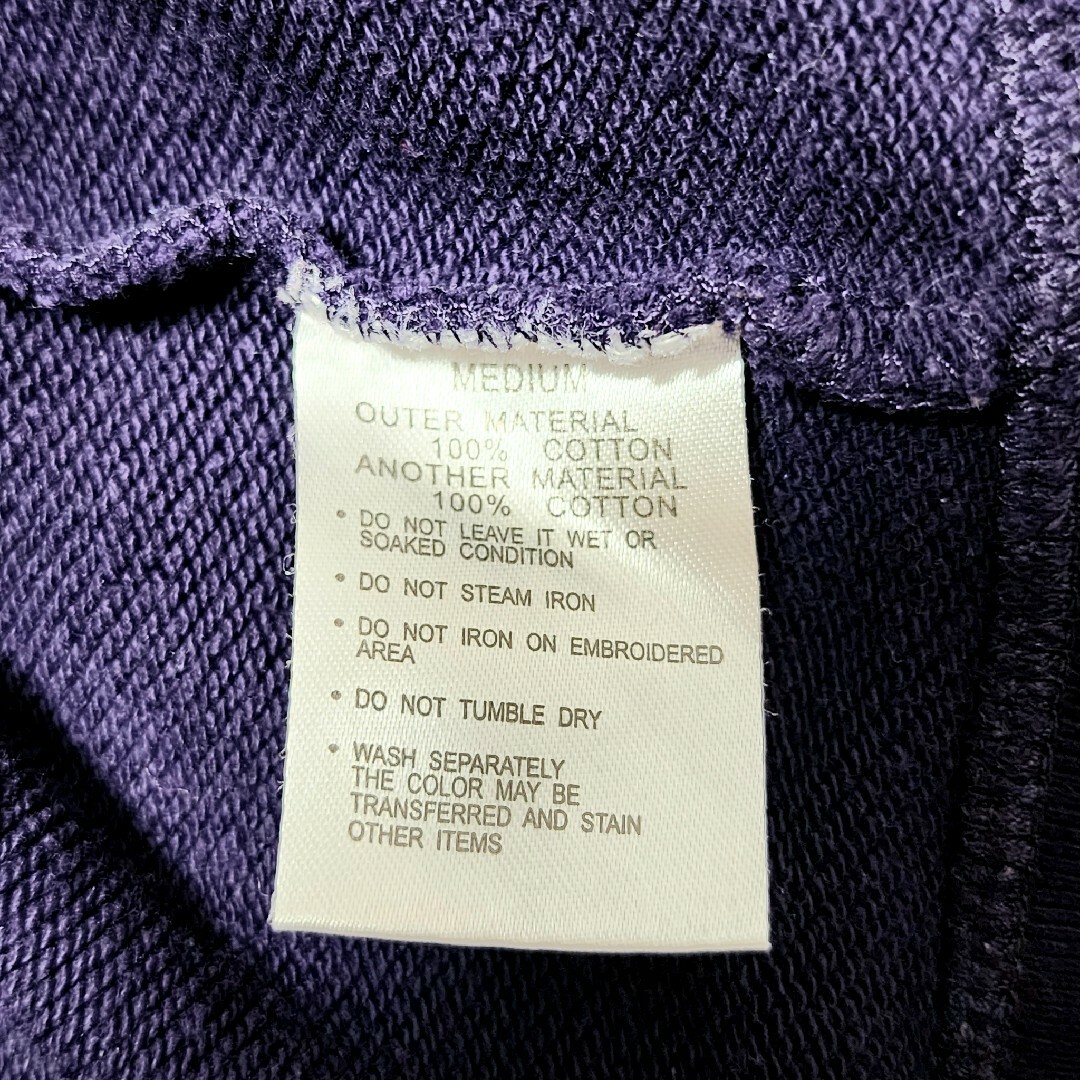 MEDIUM
OUTER MATERIAL
100% COTTON
ANOTHER MATERIAL
100% COTTON
• DO NOT LEAVE IT WET OR
SOAKED CONDITION
• DO NOT STEAM IRON
• DO NOT IRON ON EMBROIDERED
AREA
• DO NOT TUMBLE DRY
• WASH SEPARATELY
THE COLOR MAY BE
TRANSFERRED AND STAIN
OTHER ITEMS